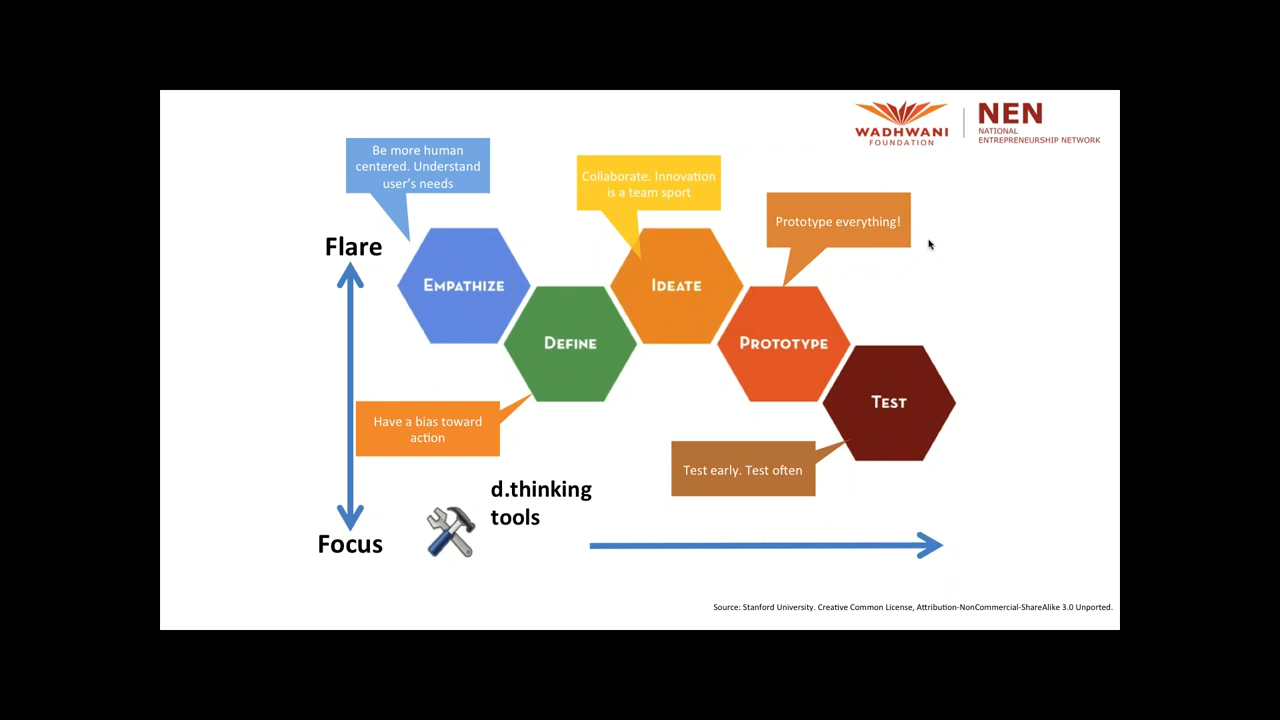 WADHWANI
FOUNDATION
NEN
NATIONAL
ENTREPRENEURSHIP NETWORK
Be more human
centered. Understand
user's needs
Collaborate. Innovation
is a team sport
Prototype everything!
Flare
EMPATHIZE
IDEATE
DEFINE
PROTOTYPE
TEST
Have a bias toward
action
Test early. Test often
d.thinking
tools
Focus
Source: Stanford University. Creative Common License, Attribution-NonCommercial-ShareAlike 3.0 Unported.